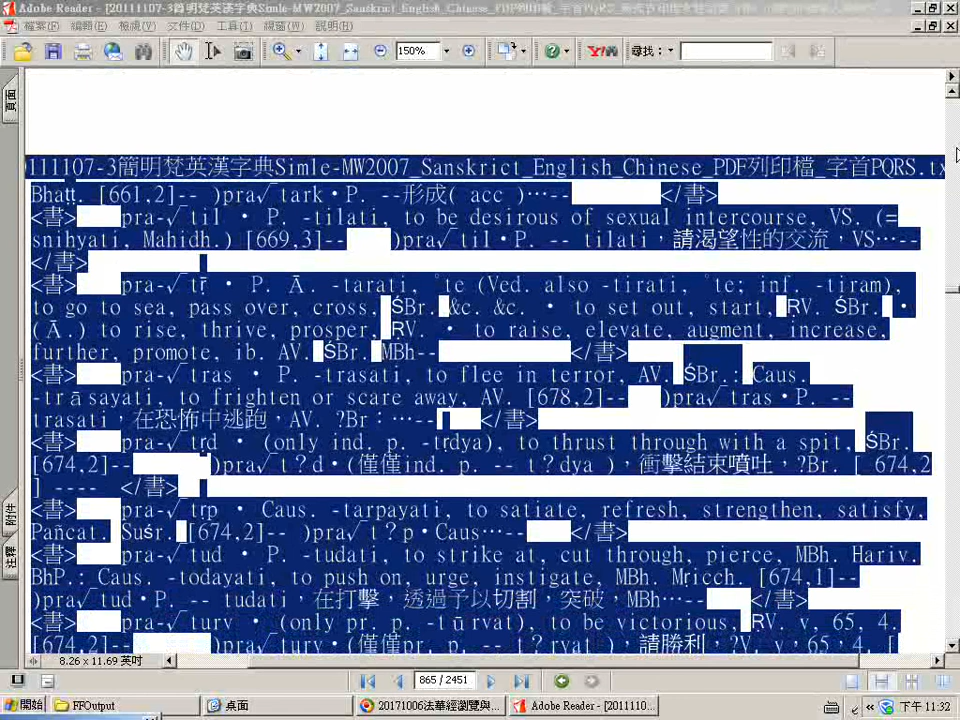 Adobe Reader - [20111107-3簡明梵英漢字典Simle-MW2007_Sanskrict_English_Chinese_PDF列印檔_字首PQRS
檔案(F) 編輯(E) 檢視(V) 文件(D) 工具(T) 視窗(W) 說明(H)
150% 尋找：
頁面
111107-3簡明梵英漢字典Simle-MW2007_Sanskrict_English_Chinese_PDF列印檔_字首PQRS.tx
Bhaṭṭ. [661,2]-- )pra√tark‧P. --形成( acc )…-- </書>
<書> pra-√til ‧ P. -tilati, to be desirous of sexual intercourse, VS. (=
snihyati, Mahidh.) [669,3]-- )pra√til‧P. -- tilati，請渴望性的交流，VS…--
</書>
<書> pra-√tṝ ‧ P. Ā. -tarati, ˚te (Ved. also -tirati, ˚te; inf. -tiram),
to go to sea, pass over, cross, ŚBr. &c. &c. ‧ to set out, start, ṚV. ŚBr. ‧
(Ā.) to rise, thrive, prosper, ṚV. ‧ to raise, elevate, augment, increase,
further, promote, ib. AV. ŚBr. MBh-- </書>
<書> pra-√tras ‧ P. -trasati, to flee in terror, AV. ŚBr.: Caus.
-trāsayati, to frighten or scare away, AV. [678,2]-- )pra√tras‧P. --
trasati，在恐怖中逃跑，AV. ?Br：…-- </書>
<書> pra-√tṛd ‧ (only ind. p. -tṛdya), to thrust through with a spit, ŚBr.
[674,2]-- )pra√t?d‧(僅僅ind. p. -- t?dya )，衝擊結束噴吐，?Br. [ 674,2
] ---- </書>
<書> pra-√tṛp ‧ Caus. -tarpayati, to satiate, refresh, strengthen, satisfy,
Pañcat. Suśr. [674,2]-- )pra√t?p‧Caus…-- </書>
<書> pra-√tud ‧ P. -tudati, to strike at, cut through, pierce, MBh. Hariv.
BhP.: Caus. -todayati, to push on, urge, instigate, MBh. Mricch. [674,1]--
)pra√tud‧P. -- tudati，在打擊，透過予以切割，突破，MBh…-- </書>
<書> pra-√turv ‧ (only pr. p. -tūrvat), to be victorious, ṚV. v, 65, 4.
[674,2]-- )pra√turv‧(僅僅pr. p. -- t？rvat )，請勝利，?V. v，65，4. [
附件
注釋
8.26 x 11.69 英吋
865 / 2451
開始 FFOutput 桌面 20171006法華經瀏覽與... Adobe Reader - [2011110... 下午 11:32